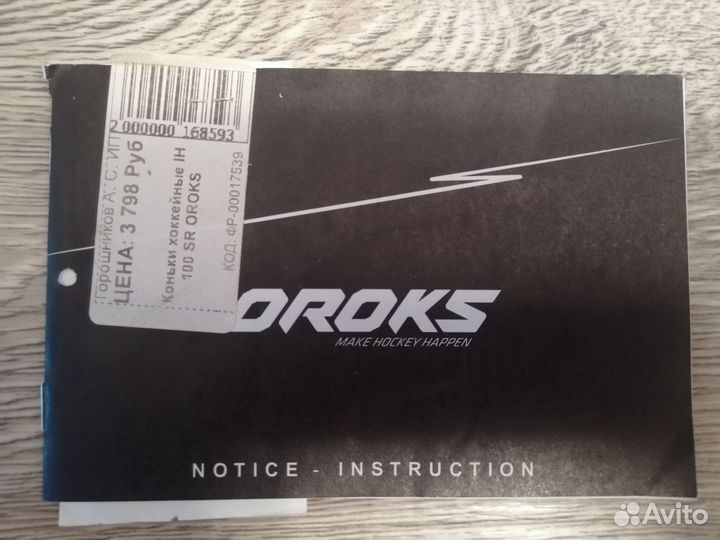 2 000000 168593
Горошников А. С. ИП
ЦЕНА: 3 798 Руб
Коньки хоккейные IH
100 SR OROKS
КОД: ФР-00017539
OROKS
MAKE HOCKEY HAPPEN
NOTICE - INSTRUCTION
Avito